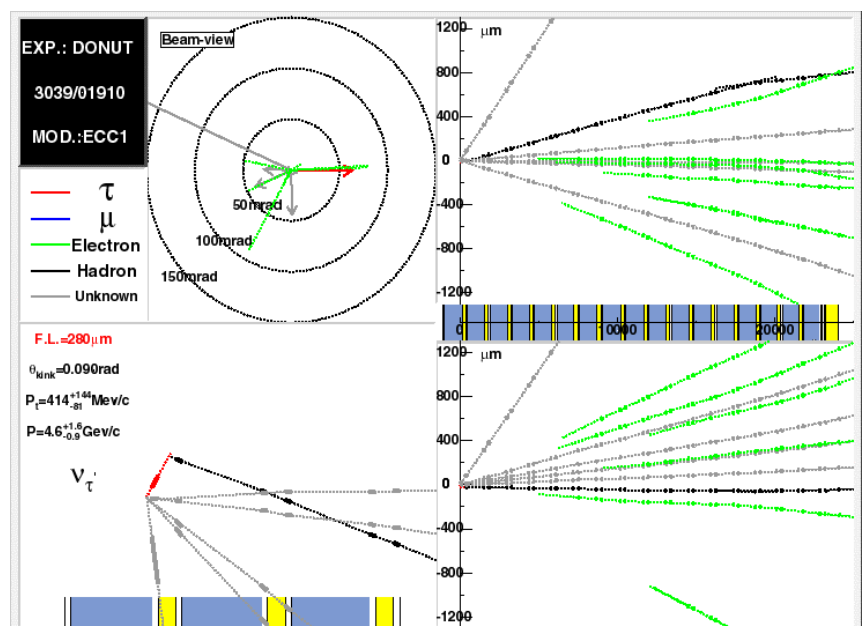 EXP.: DONUT
3039/01910
MOD.:ECC1
Beam-view
50mrad
100mrad
150mrad
τ
μ
Electron
Hadron
Unknown
1200
μm
800
400
0
-400
-800
-1200
0
10000
20000
F.L.=280μm
θkink=0.090rad
Pt=414+144-81Mev/c
P=4.6+1.6-0.9Gev/c
ντ'
1200
μm
800
400
0
-400
-800
-1200